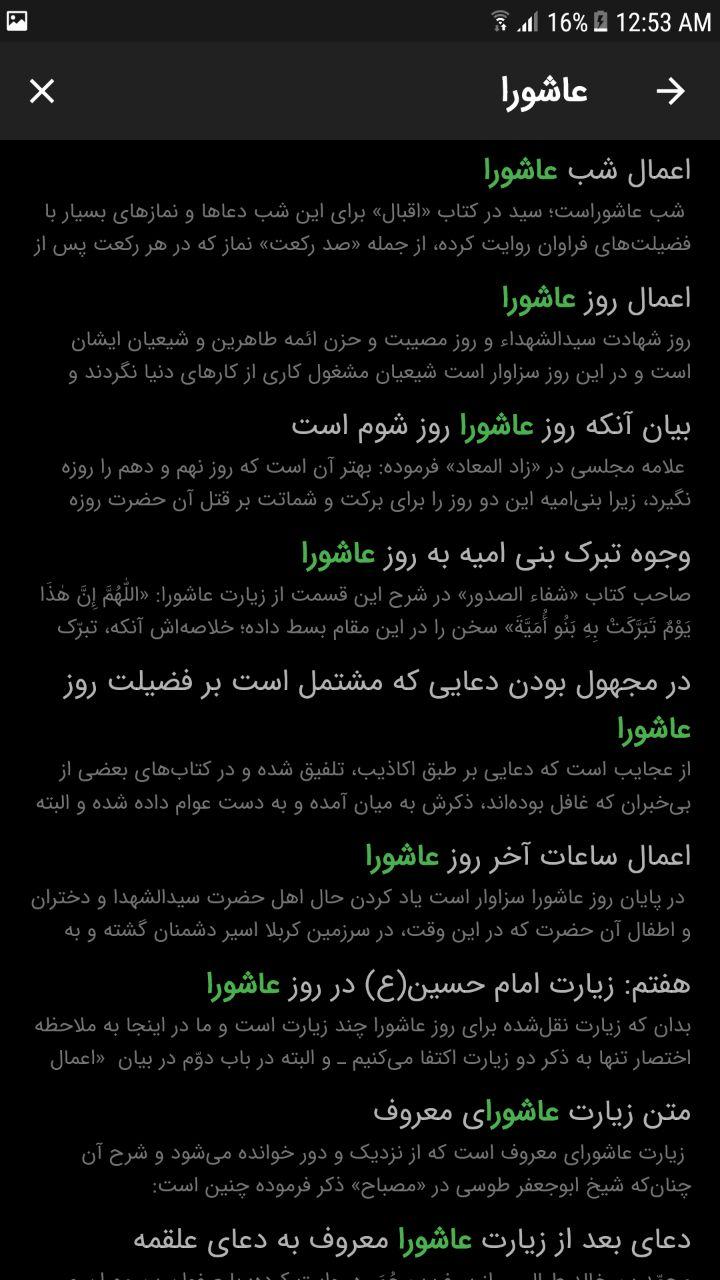 16% 12:53 AM
عاشورا
اعمال شب عاشورا
شب عاشوراست؛ سید در کتاب «اقبال» برای این شب دعاها و نمازهای بسیار با
فضیلت‌های فراوان روایت کرده، از جمله «صد رکعت» نماز که در هر رکعت پس از
اعمال روز عاشورا
روز شهادت سیدالشهداء و روز مصیبت و حزن ائمه طاهرین و شیعیان ایشان
است و در این روز سزاوار است شیعیان مشغول کاری از کارهای دنیا نگردند و
بیان آنکه روز عاشورا روز شوم است
علامه مجلسی در «زاد المعاد» فرموده: بهتر آن است که روز نهم و دهم را روزه
نگیرد، زیرا بنی‌امیه این دو روز را برای برکت و شماتت بر قتل آن حضرت روزه
وجوه تبرک بنی امیه به روز عاشورا
صاحب کتاب «شفاء الصدور» در شرح این قسمت از زیارت عاشورا: «اللّٰهُمَّ إِنَّ هٰذَا
یَوْمٌ تَبَرَّکَتْ بِهِ بَنُو أُمَیَّةَ» سخن را در این مقام بسط داده؛ خلاصه‌اش آنکه، تبرّک
در مجهول بودن دعایی که مشتمل است بر فضیلت روز
عاشورا
از عجایب است که دعایی بر طبق اکاذیب، تلفیق شده و در کتاب‌های بعضی از
بی‌خبران که غافل بوده‌اند، ذکرش به میان آمده و به دست عوام داده شده و البته
اعمال ساعات آخر روز عاشورا
در پایان روز عاشورا سزاوار است یاد کردن حال اهل حضرت سیدالشهدا و دختران
و اطفال آن حضرت که در این وقت، در سرزمین کربلا اسیر دشمنان گشته و به
هفتم: زیارت امام حسین(ع) در روز عاشورا
بدان که زیارت نقل‌شده برای روز عاشورا چند زیارت است و ما در اینجا به ملاحظه
اختصار تنها به ذکر دو زیارت اکتفا می‌کنیم ـ و البته در باب دوّم در بیان «اعمال
متن زیارت عاشورای معروف
زیارت عاشورای معروف است که از نزدیک و دور خوانده می‌شود و شرح آن
چنان‌که شیخ ابوجعفر طوسی در «مصباح» ذکر فرموده چنین است:
دعای بعد از زیارت عاشورا معروف به دعای علقمه